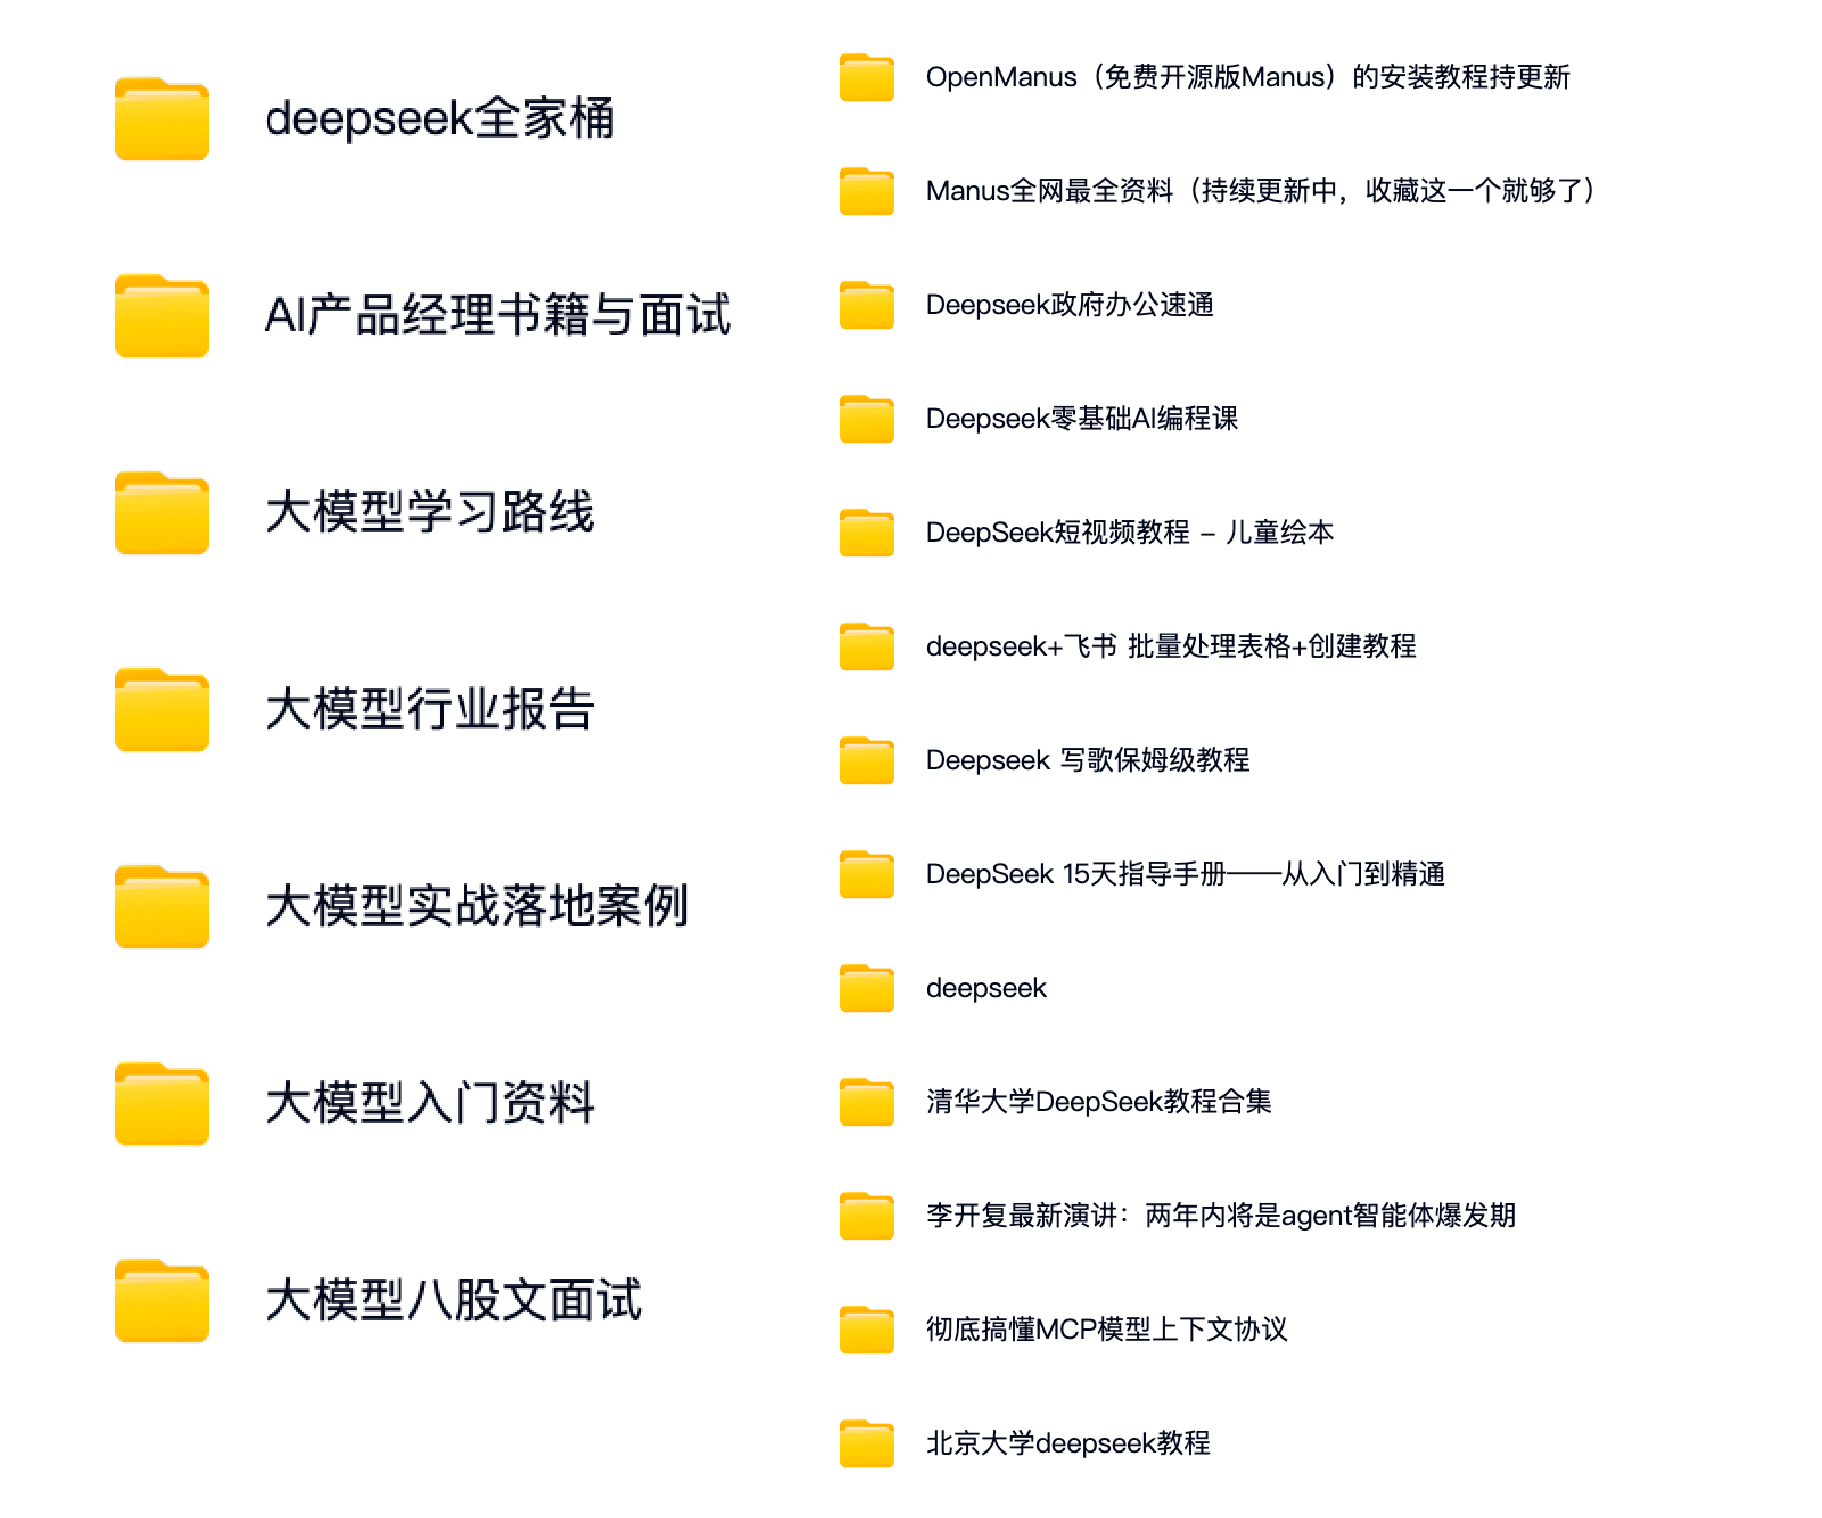 deepseek全家桶
AI产品经理书籍与面试
大模型学习路线
大模型行业报告
大模型实战落地案例
大模型入门资料
大模型八股文面试
OpenManus（免费开源版Manus）的安装教程持更新
Manus全网最全资料（持续更新中，收藏这一个就够了）
Deepseek政府办公速通
Deepseek零基础AI编程课
DeepSeek短视频教程 – 儿童绘本
deepseek+飞书 批量处理表格+创建教程
Deepseek 写歌保姆级教程
DeepSeek 15天指导手册——从入门到精通
deepseek
清华大学DeepSeek教程合集
李开复最新演讲：两年内将是agent智能体爆发期
彻底搞懂MCP模型上下文协议
北京大学deepseek教程